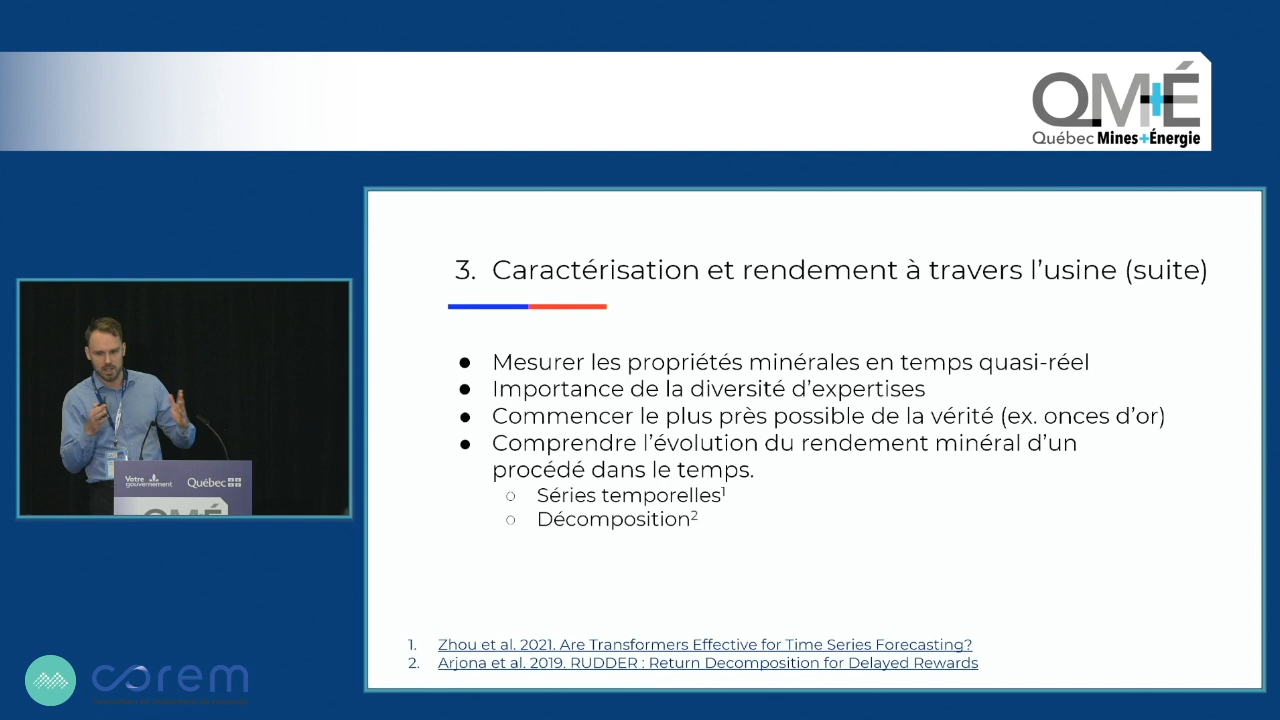 QMÉ
Québec Mines+Énergie
3. Caractérisation et rendement à travers l'usine (suite)
● Mesurer les propriétés minérales en temps quasi-réel
● Importance de la diversité d'expertises
● Commencer le plus près possible de la vérité (ex. onces d'or)
● Comprendre l'évolution du rendement minéral d'un
procédé dans le temps.
○ Séries temporelles¹
○ Décomposition²
Votre
gouvernement
Québec
QMÉ
1. Zhou et al. 2021. Are Transformers Effective for Time Series Forecasting?
2. Arjona et al. 2019. RUDDER : Return Decomposition for Delayed Rewards
corem